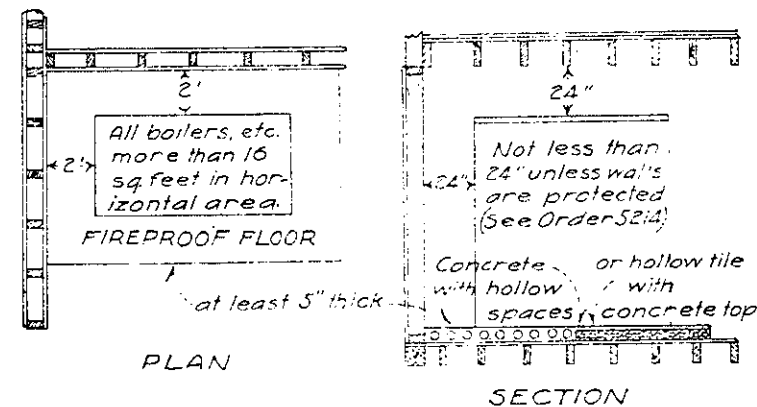 2'
2'
All boilers, etc.
more than 16
sq. feet in hor-
izontal area.
FIREPROOF FLOOR
at least 5" thick
PLAN
24"
24"
Not less than
24" unless wal's
are protected
(See Order 5214)
Concrete
with hollow
spaces
or hollow tile
with
concrete top
SECTION